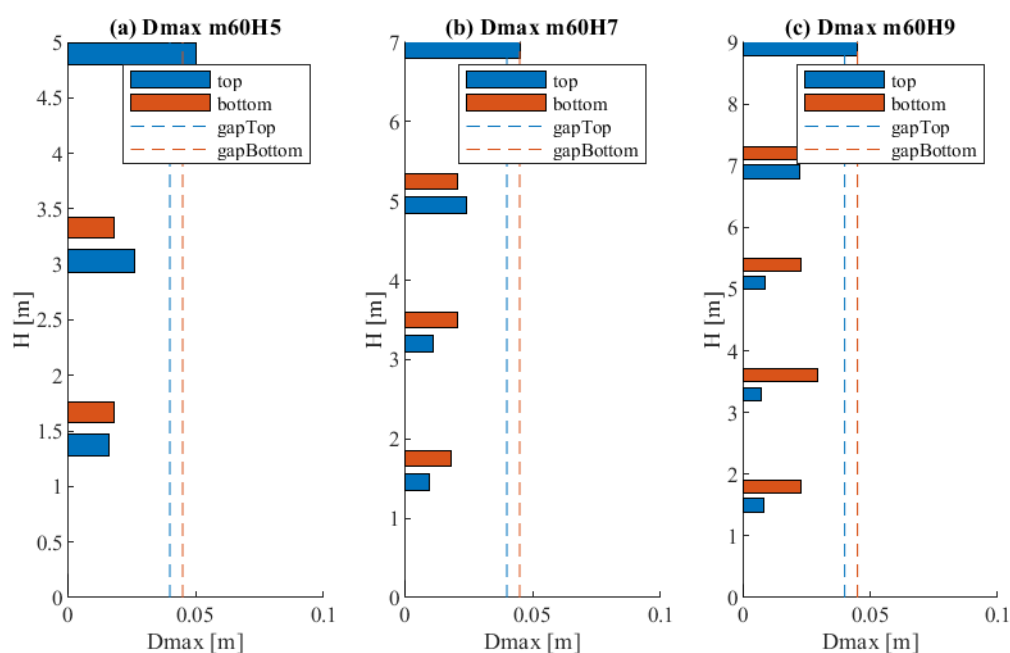 (a) Dmax m60H5
5
4.5
4
3.5
3
2.5
2
1.5
1
0.5
0
H [m]
0
0.05
0.1
Dmax [m]
top
bottom
gapTop
gapBottom
(b) Dmax m60H7
7
6
5
4
3
2
1
0
H [m]
0
0.05
0.1
Dmax [m]
top
bottom
gapTop
gapBottom
(c) Dmax m60H9
9
8
7
6
5
4
3
2
1
0
H [m]
0
0.05
0.1
Dmax [m]
top
bottom
gapTop
gapBottom